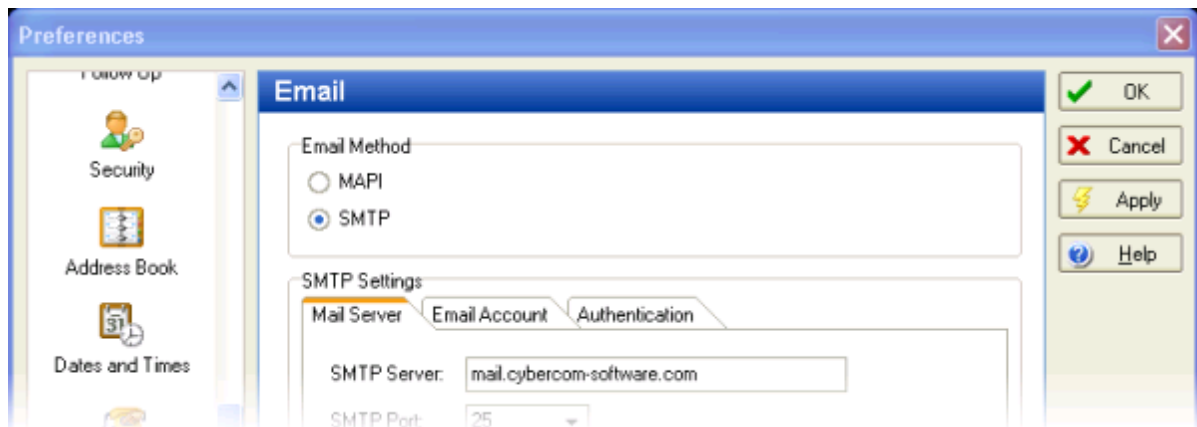 Preferences
Follow Up
Security
Address Book
Dates and Times
Email
Email Method
MAPI
SMTP
SMTP Settings
Mail Server Email Account Authentication
SMTP Server: mail.cybercom-software.com
SMTP Port: 25
OK
Cancel
Apply
Help